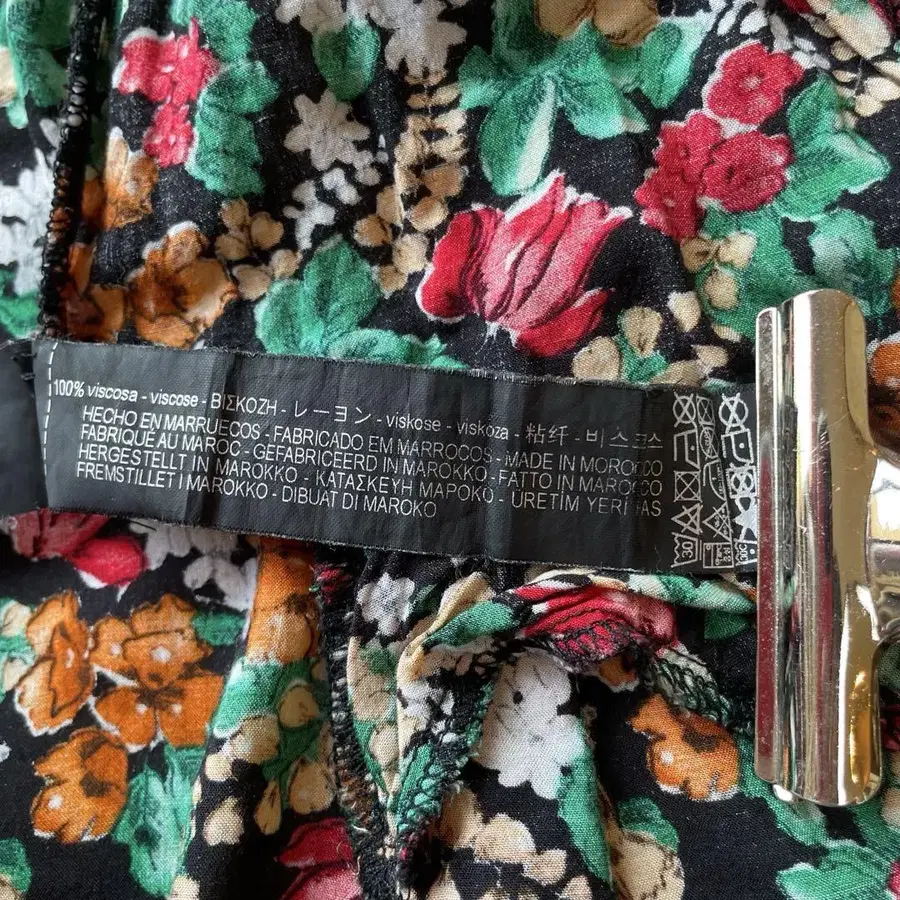 100% viscosa - viscose - ΒΙΣΚΟΖΗ - レーヨン - viskose - viskóza - 粘纤 - 비스코스
HECHO EN MARRUECOS - FABRICADO EM MARROCOS - MADE IN MOROCCO
FABRIQUÉ AU MAROC - GEFABRICEERD IN MAROKKO - FATTO IN MAROCCO
HERGESTELLT IN MAROKKO - ΚΑΤΑΣΚΕΥΗ ΜΑΡΟΚΟ - ÜRETİM YERİ FAS
FREMSTILLET I MAROKKO - DIBUAT DI MAROKO
30